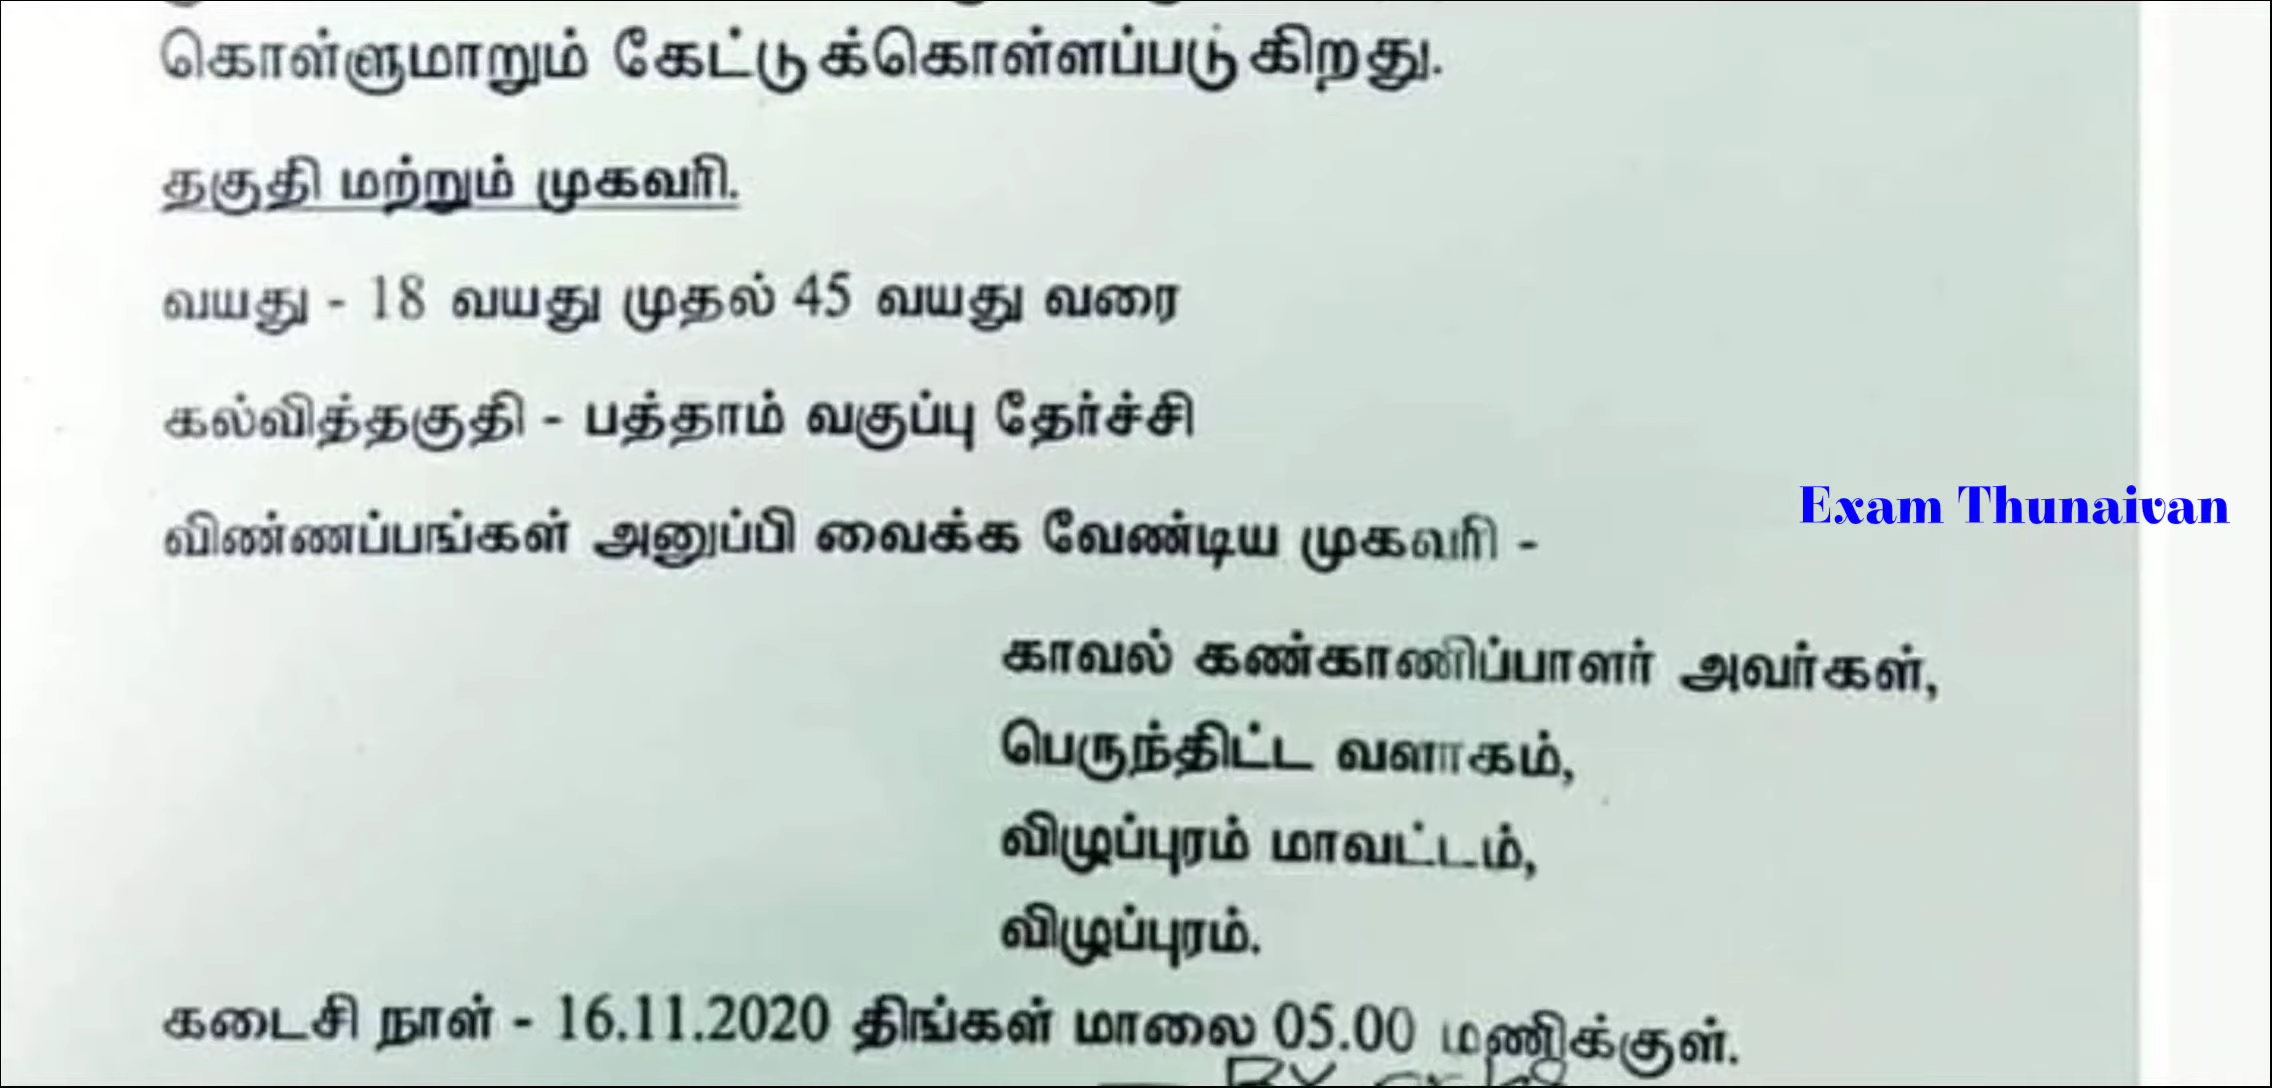 கொள்ளுமாறும் கேட்டுக்கொள்ளப்படுகிறது.
தகுதி மற்றும் முகவரி.
வயது - 18 வயது முதல் 45 வயது வரை
கல்வித்தகுதி - பத்தாம் வகுப்பு தேர்ச்சி
விண்ணப்பங்கள் அனுப்பி வைக்க வேண்டிய முகவரி -
Exam Thunaivan
காவல் கண்காணிப்பாளர் அவர்கள்,
பெருந்திட்ட வளாகம்,
விழுப்புரம் மாவட்டம்,
விழுப்புரம்.
கடைசி நாள் - 16.11.2020 திங்கள் மாலை 05.00 மணிக்குள்.